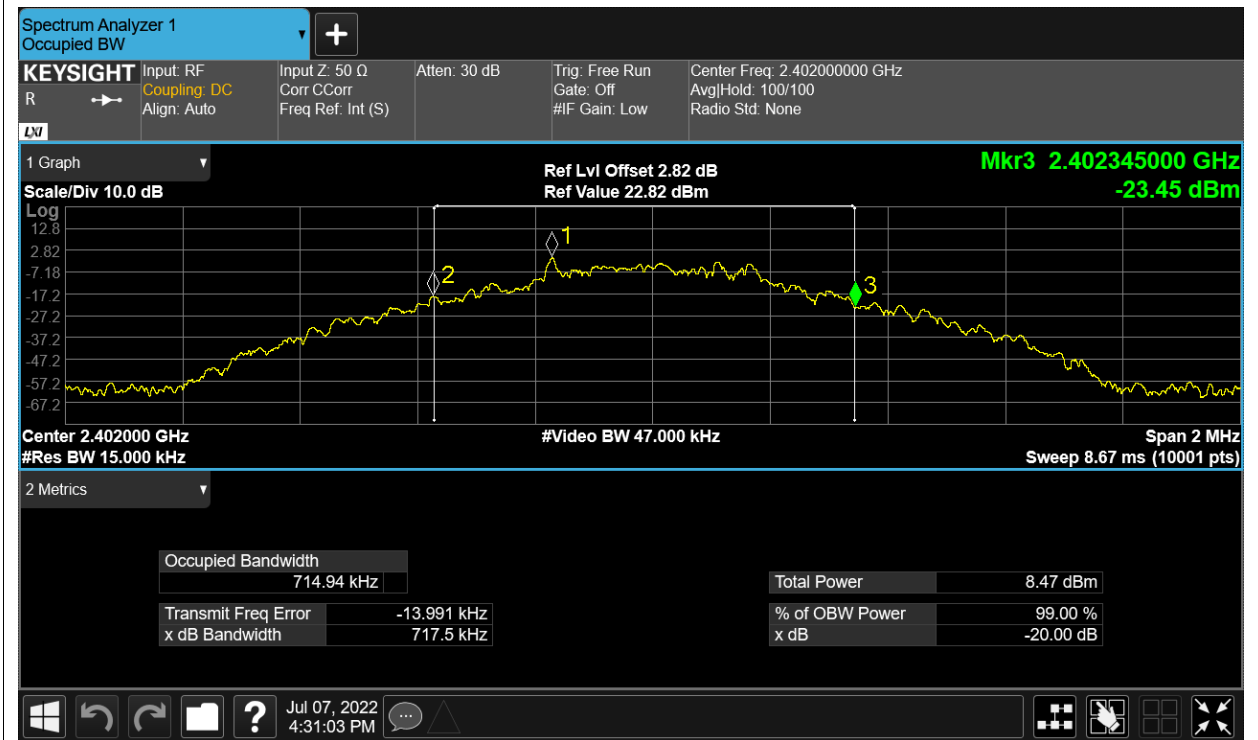 Spectrum Analyzer 1
Occupied BW
KEYSIGHT
R
LXI
Input: RF
Coupling: DC
Align: Auto
Input Z: 50 Ω
Corr CCorr
Freq Ref: Int (S)
Atten: 30 dB
Trig: Free Run
Gate: Off
#IF Gain: Low
Center Freq: 2.402000000 GHz
Avg|Hold: 100/100
Radio Std: None
1 Graph
Scale/Div 10.0 dB
Ref Lvl Offset 2.82 dB
Ref Value 22.82 dBm
Mkr3 2.402345000 GHz
-23.45 dBm
Log
12.8
2.82
-7.18
-17.2
-27.2
-37.2
-47.2
-57.2
-67.2
1
2
3
Center 2.402000 GHz
#Res BW 15.000 kHz
#Video BW 47.000 kHz
Span 2 MHz
Sweep 8.67 ms (10001 pts)
2 Metrics
Occupied Bandwidth
714.94 kHz
Transmit Freq Error -13.991 kHz
x dB Bandwidth 717.5 kHz
Total Power 8.47 dBm
% of OBW Power 99.00 %
x dB -20.00 dB
?
Jul 07, 2022
4:31:03 PM